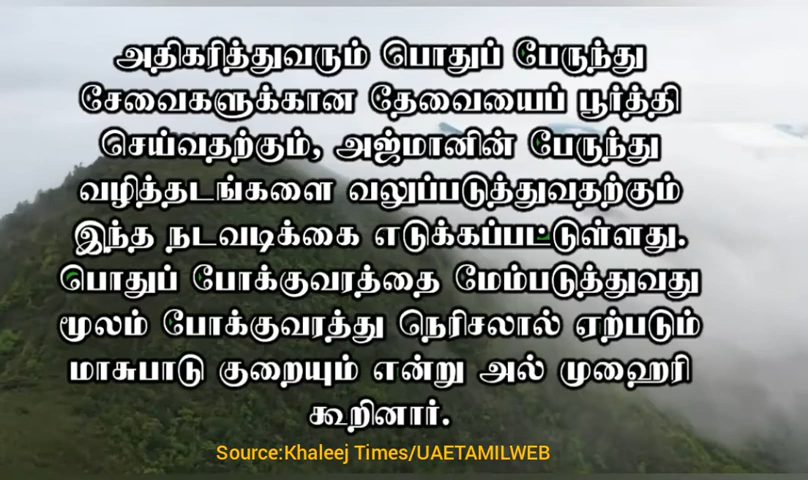 அதிகரித்துவரும் பொதுப் பேருந்து
சேவைகளுக்கான தேவையைப் பூர்த்தி
செய்வதற்கும், அஜ்மானின் பேருந்து
வழித்தடங்களை வலுப்படுத்துவதற்கும்
இந்த நடவடிக்கை எடுக்கப்பட்டுள்ளது.
பொதுப் போக்குவரத்தை மேம்படுத்துவது
மூலம் போக்குவரத்து நெரிசலால் ஏற்படும்
மாசுபாடு குறையும் என்று அல் முஹைரி
கூறினார்.
Source:Khaleej Times/UAETAMILWEB